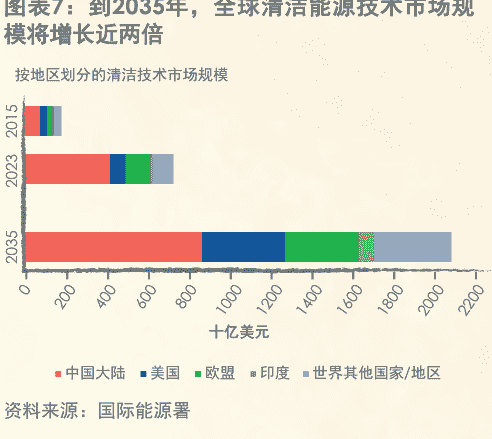 图表7：到2035年，全球清洁能源技术市场规
模将增长近两倍
按地区划分的清洁技术市场规模
2015
2023
2035
0 200 400 600 800 1000 1200 1400 1600 1800 2000 2200
十亿美元
中国大陆 美国 欧盟 印度 世界其他国家/地区
资料来源：国际能源署